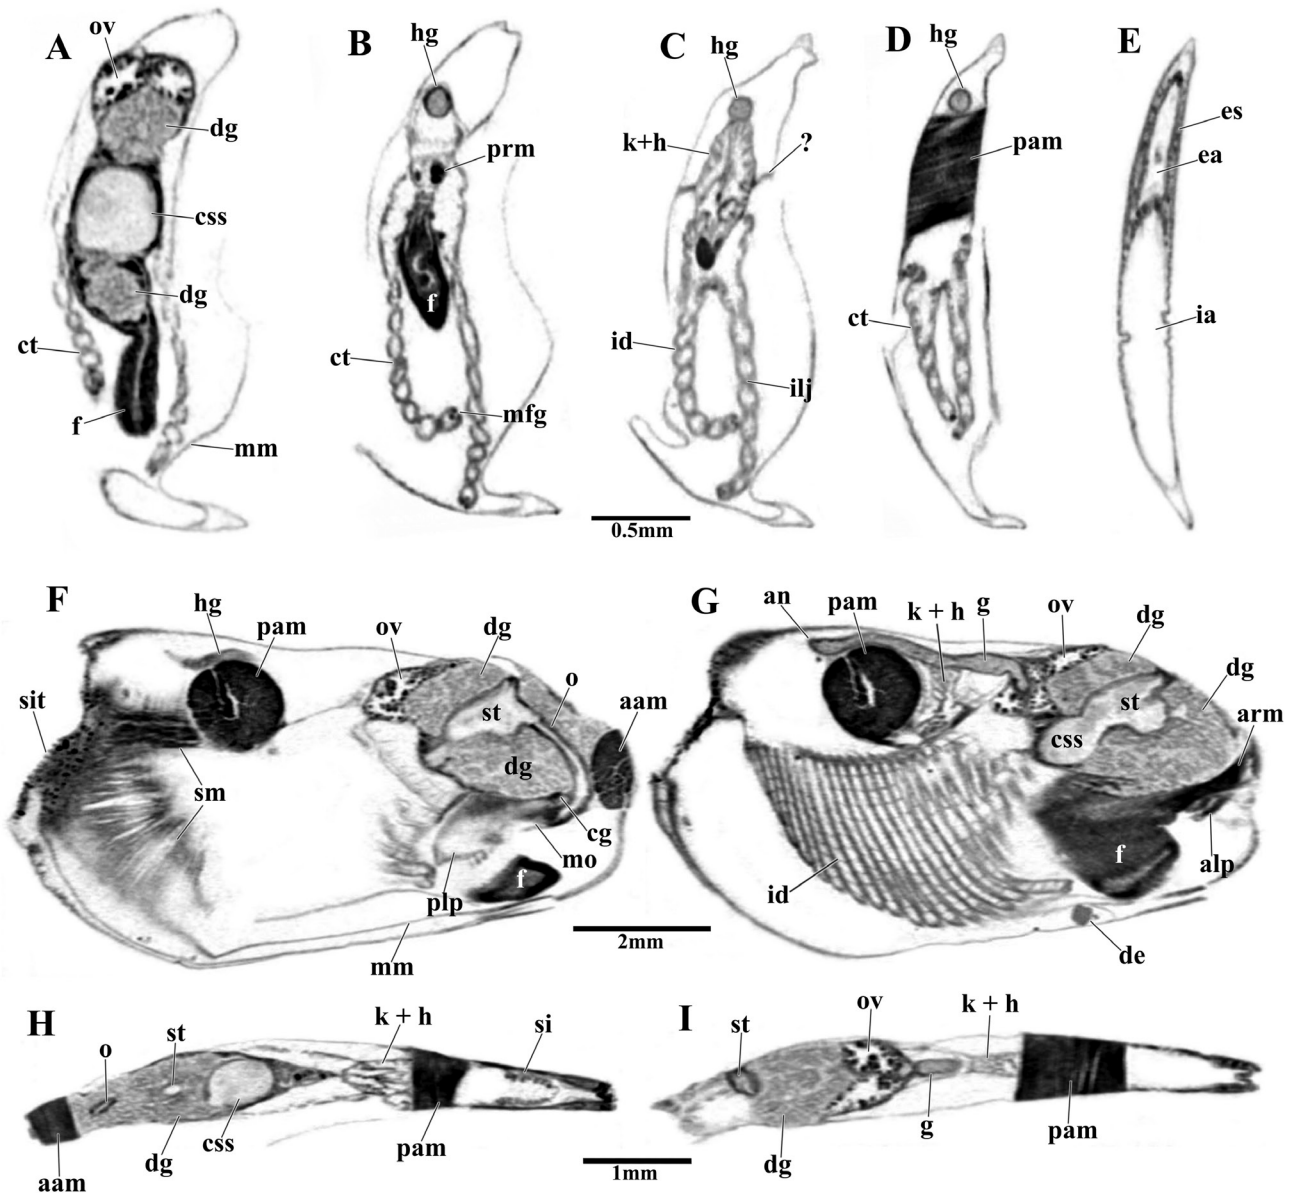 A
ov
dg
css
dg
ct
f
mm
B
hg
prm
f
ct
mfg
C
hg
k+h
?
id
ilj
D
hg
pam
ct
E
es
ea
ia
0.5mm
F
hg
pam
ov
dg
o
aam
sit
st
dg
sm
cg
mo
f
plp
mm
2mm
G
an
pam
k + h
g
ov
dg
dg
arm
st
css
f
alp
id
de
H
o
st
k + h
si
css
dg
aam
pam
1mm
I
st
ov
k + h
g
dg
pam